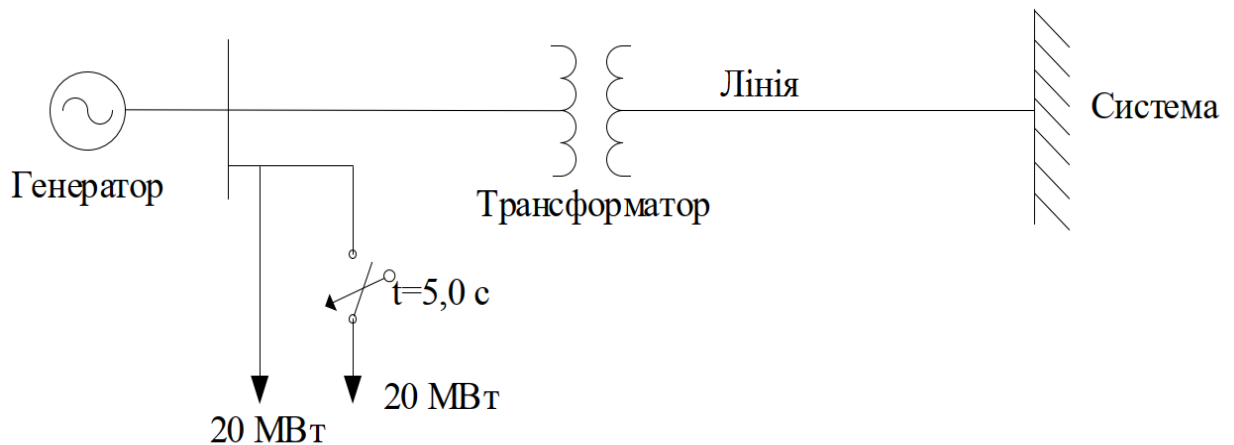 Лінія
Система
Генератор
Трансформатор
t=5,0 с
20 МВт
20 МВт